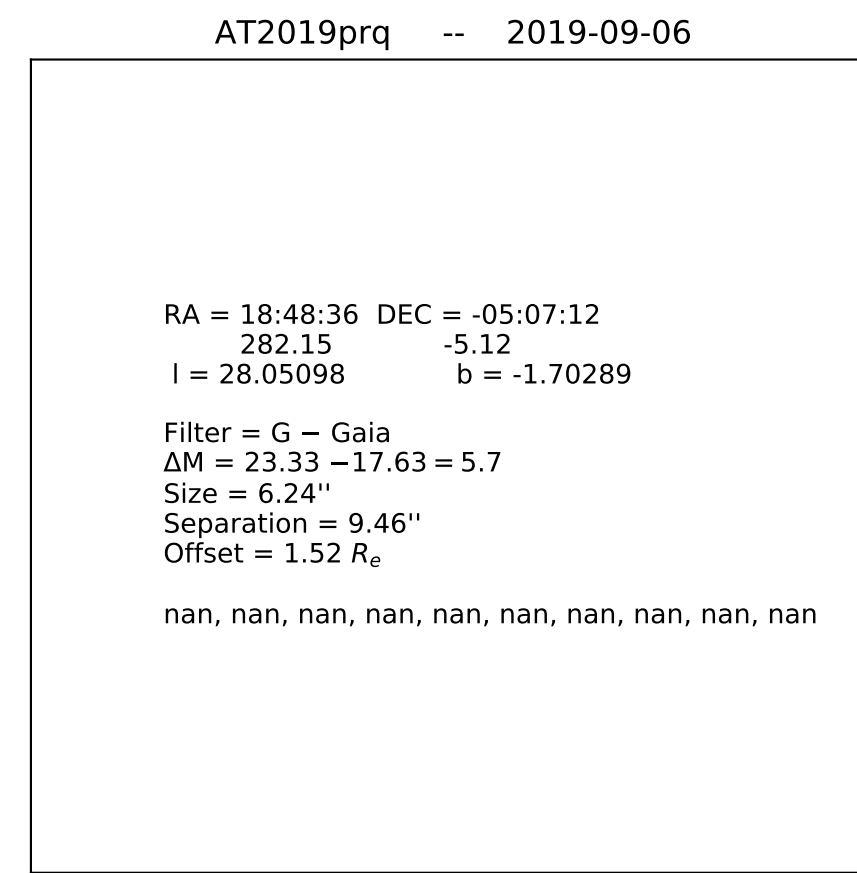 AT2019prq -- 2019-09-06
RA = 18:48:36 DEC = -05:07:12
282.15 -5.12
l = 28.05098 b = -1.70289
Filter = G − Gaia
ΔM = 23.33 −17.63 = 5.7
Size = 6.24''
Separation = 9.46''
Offset = 1.52 Rₑ
nan, nan, nan, nan, nan, nan, nan, nan, nan, nan